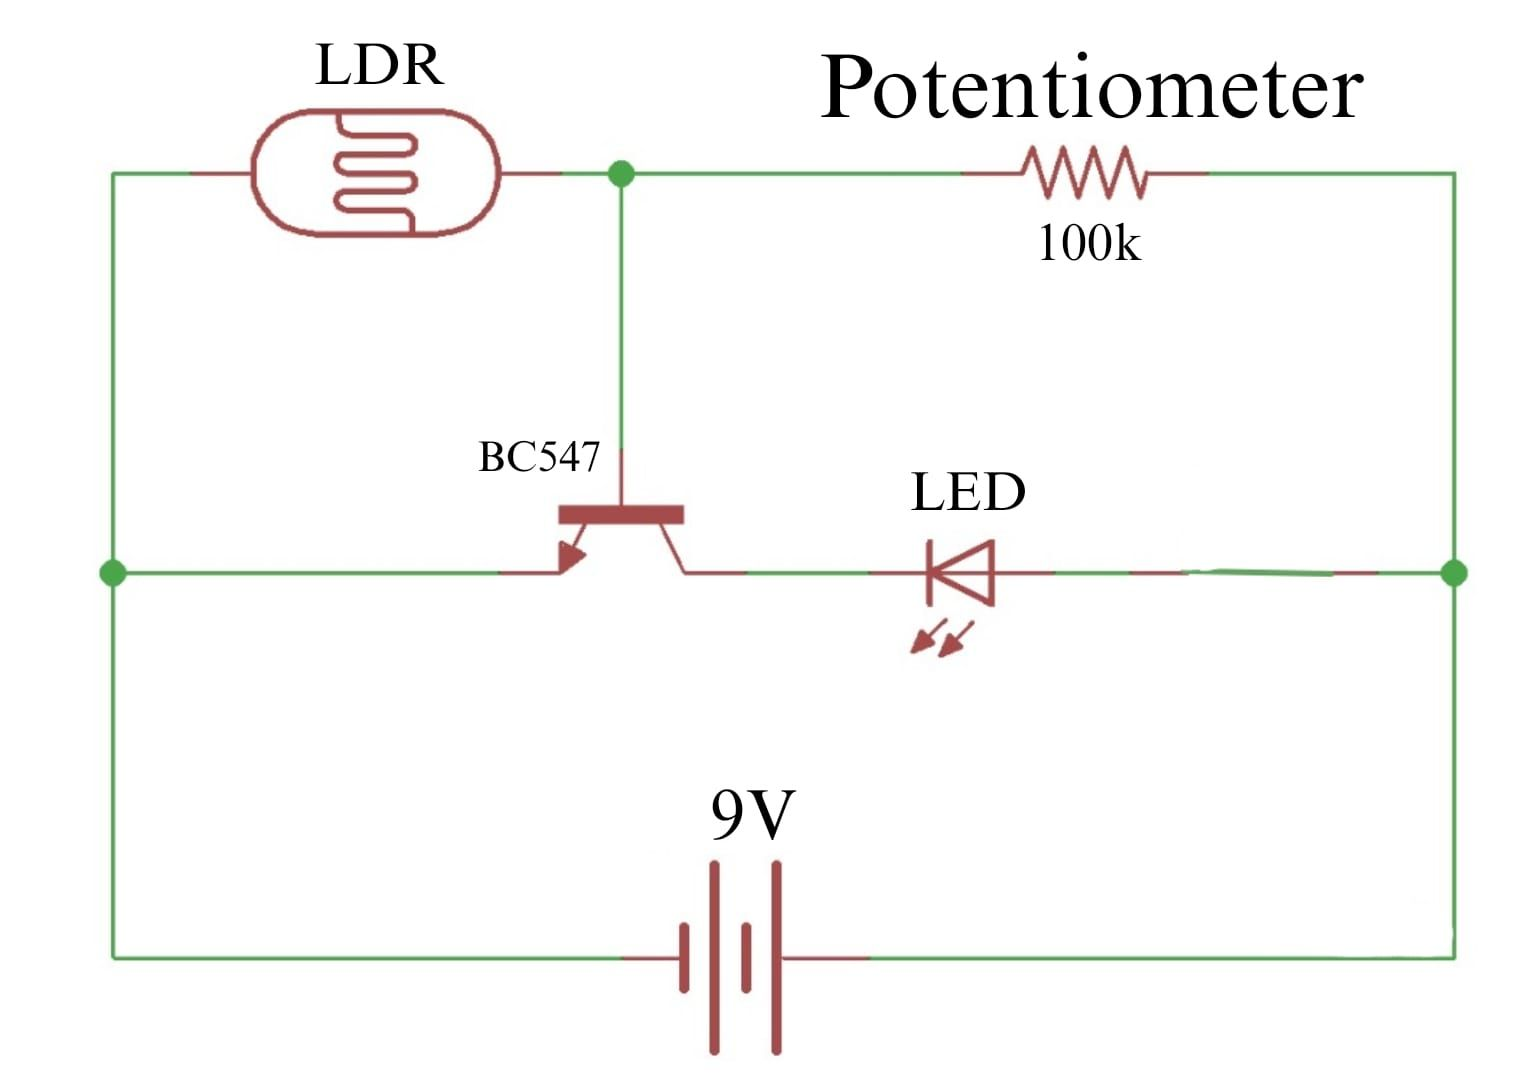 LDR
Potentiometer
100k
BC547
LED
9V